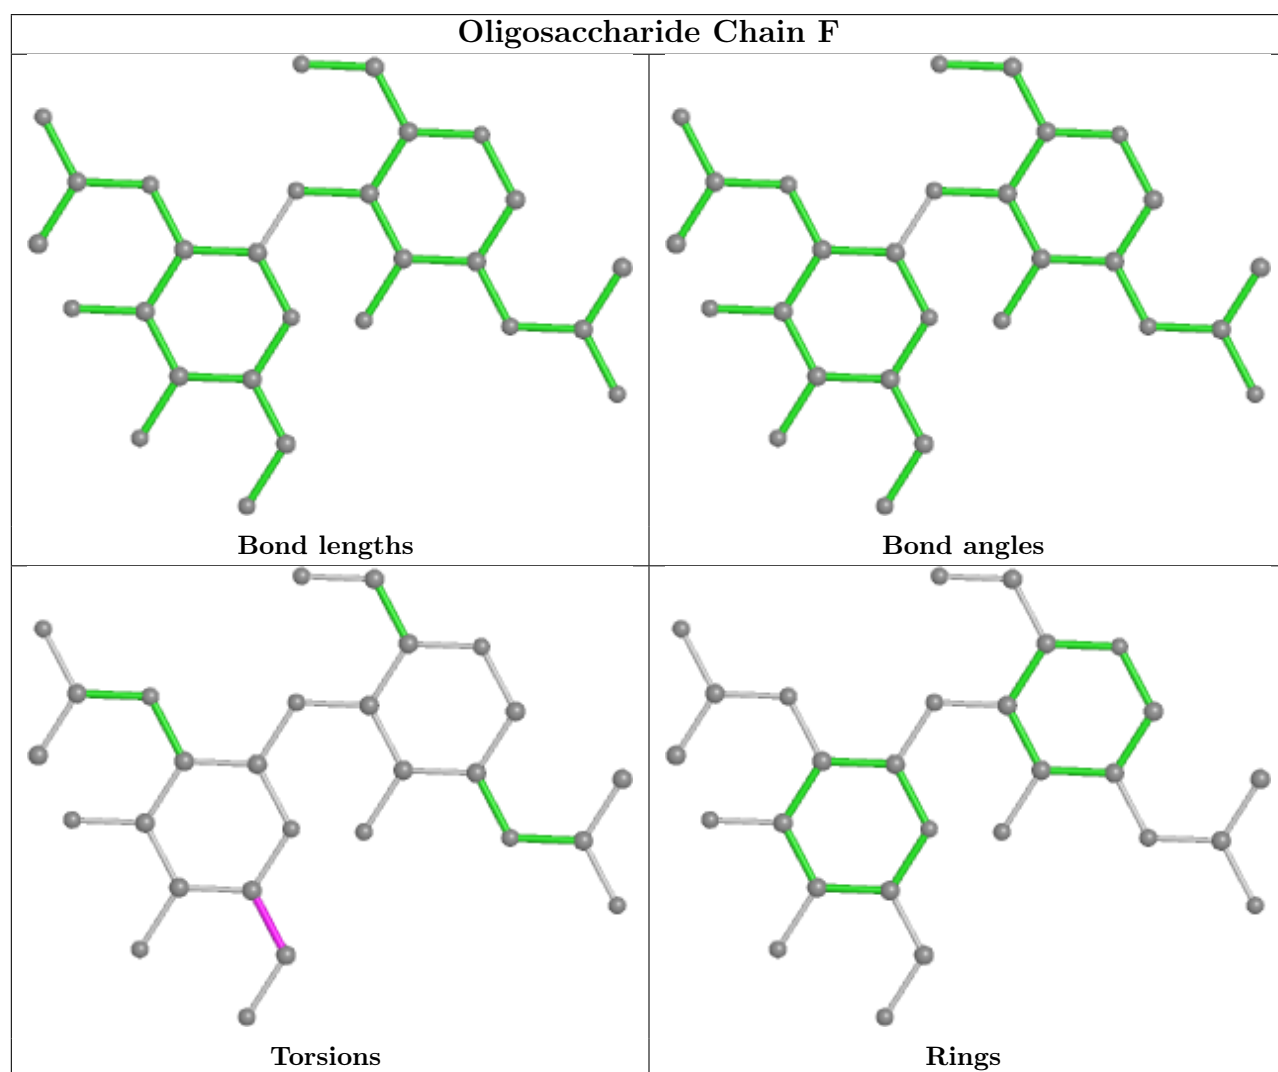 Oligosaccharide Chain F
Bond lengths
Bond angles
Torsions
Rings